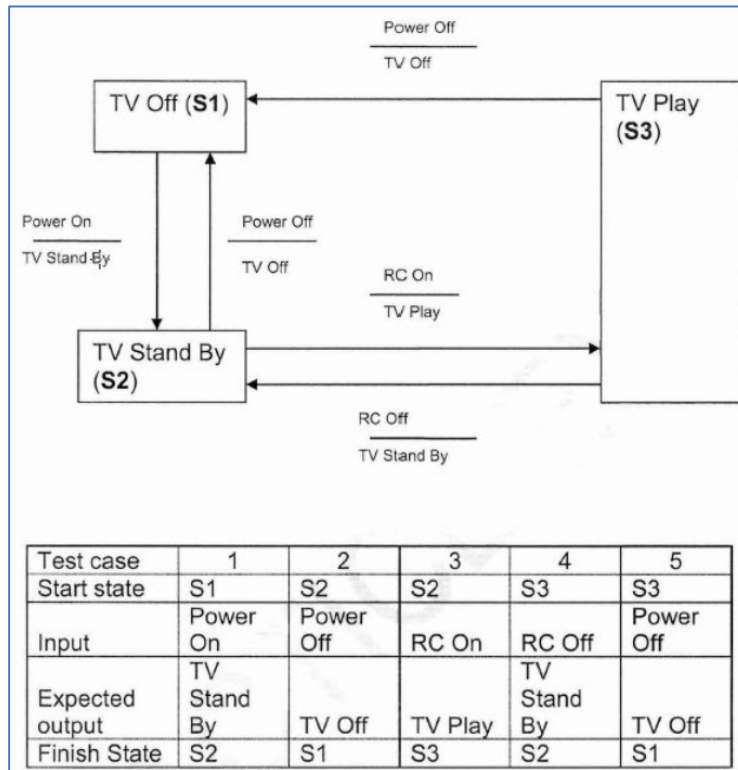 Power Off
TV Off
TV Off (S1)
TV Play
(S3)
Power On
TV Stand By
Power Off
TV Off
RC On
TV Play
TV Stand By
(S2)
RC Off
TV Stand By
Test case 1 2 3 4 5
Start state S1 S2 S2 S3 S3
Input Power On Power Off RC On RC Off Power Off
Expected output TV Stand By TV Off TV Play TV Stand By TV Off
Finish State S2 S1 S3 S2 S1